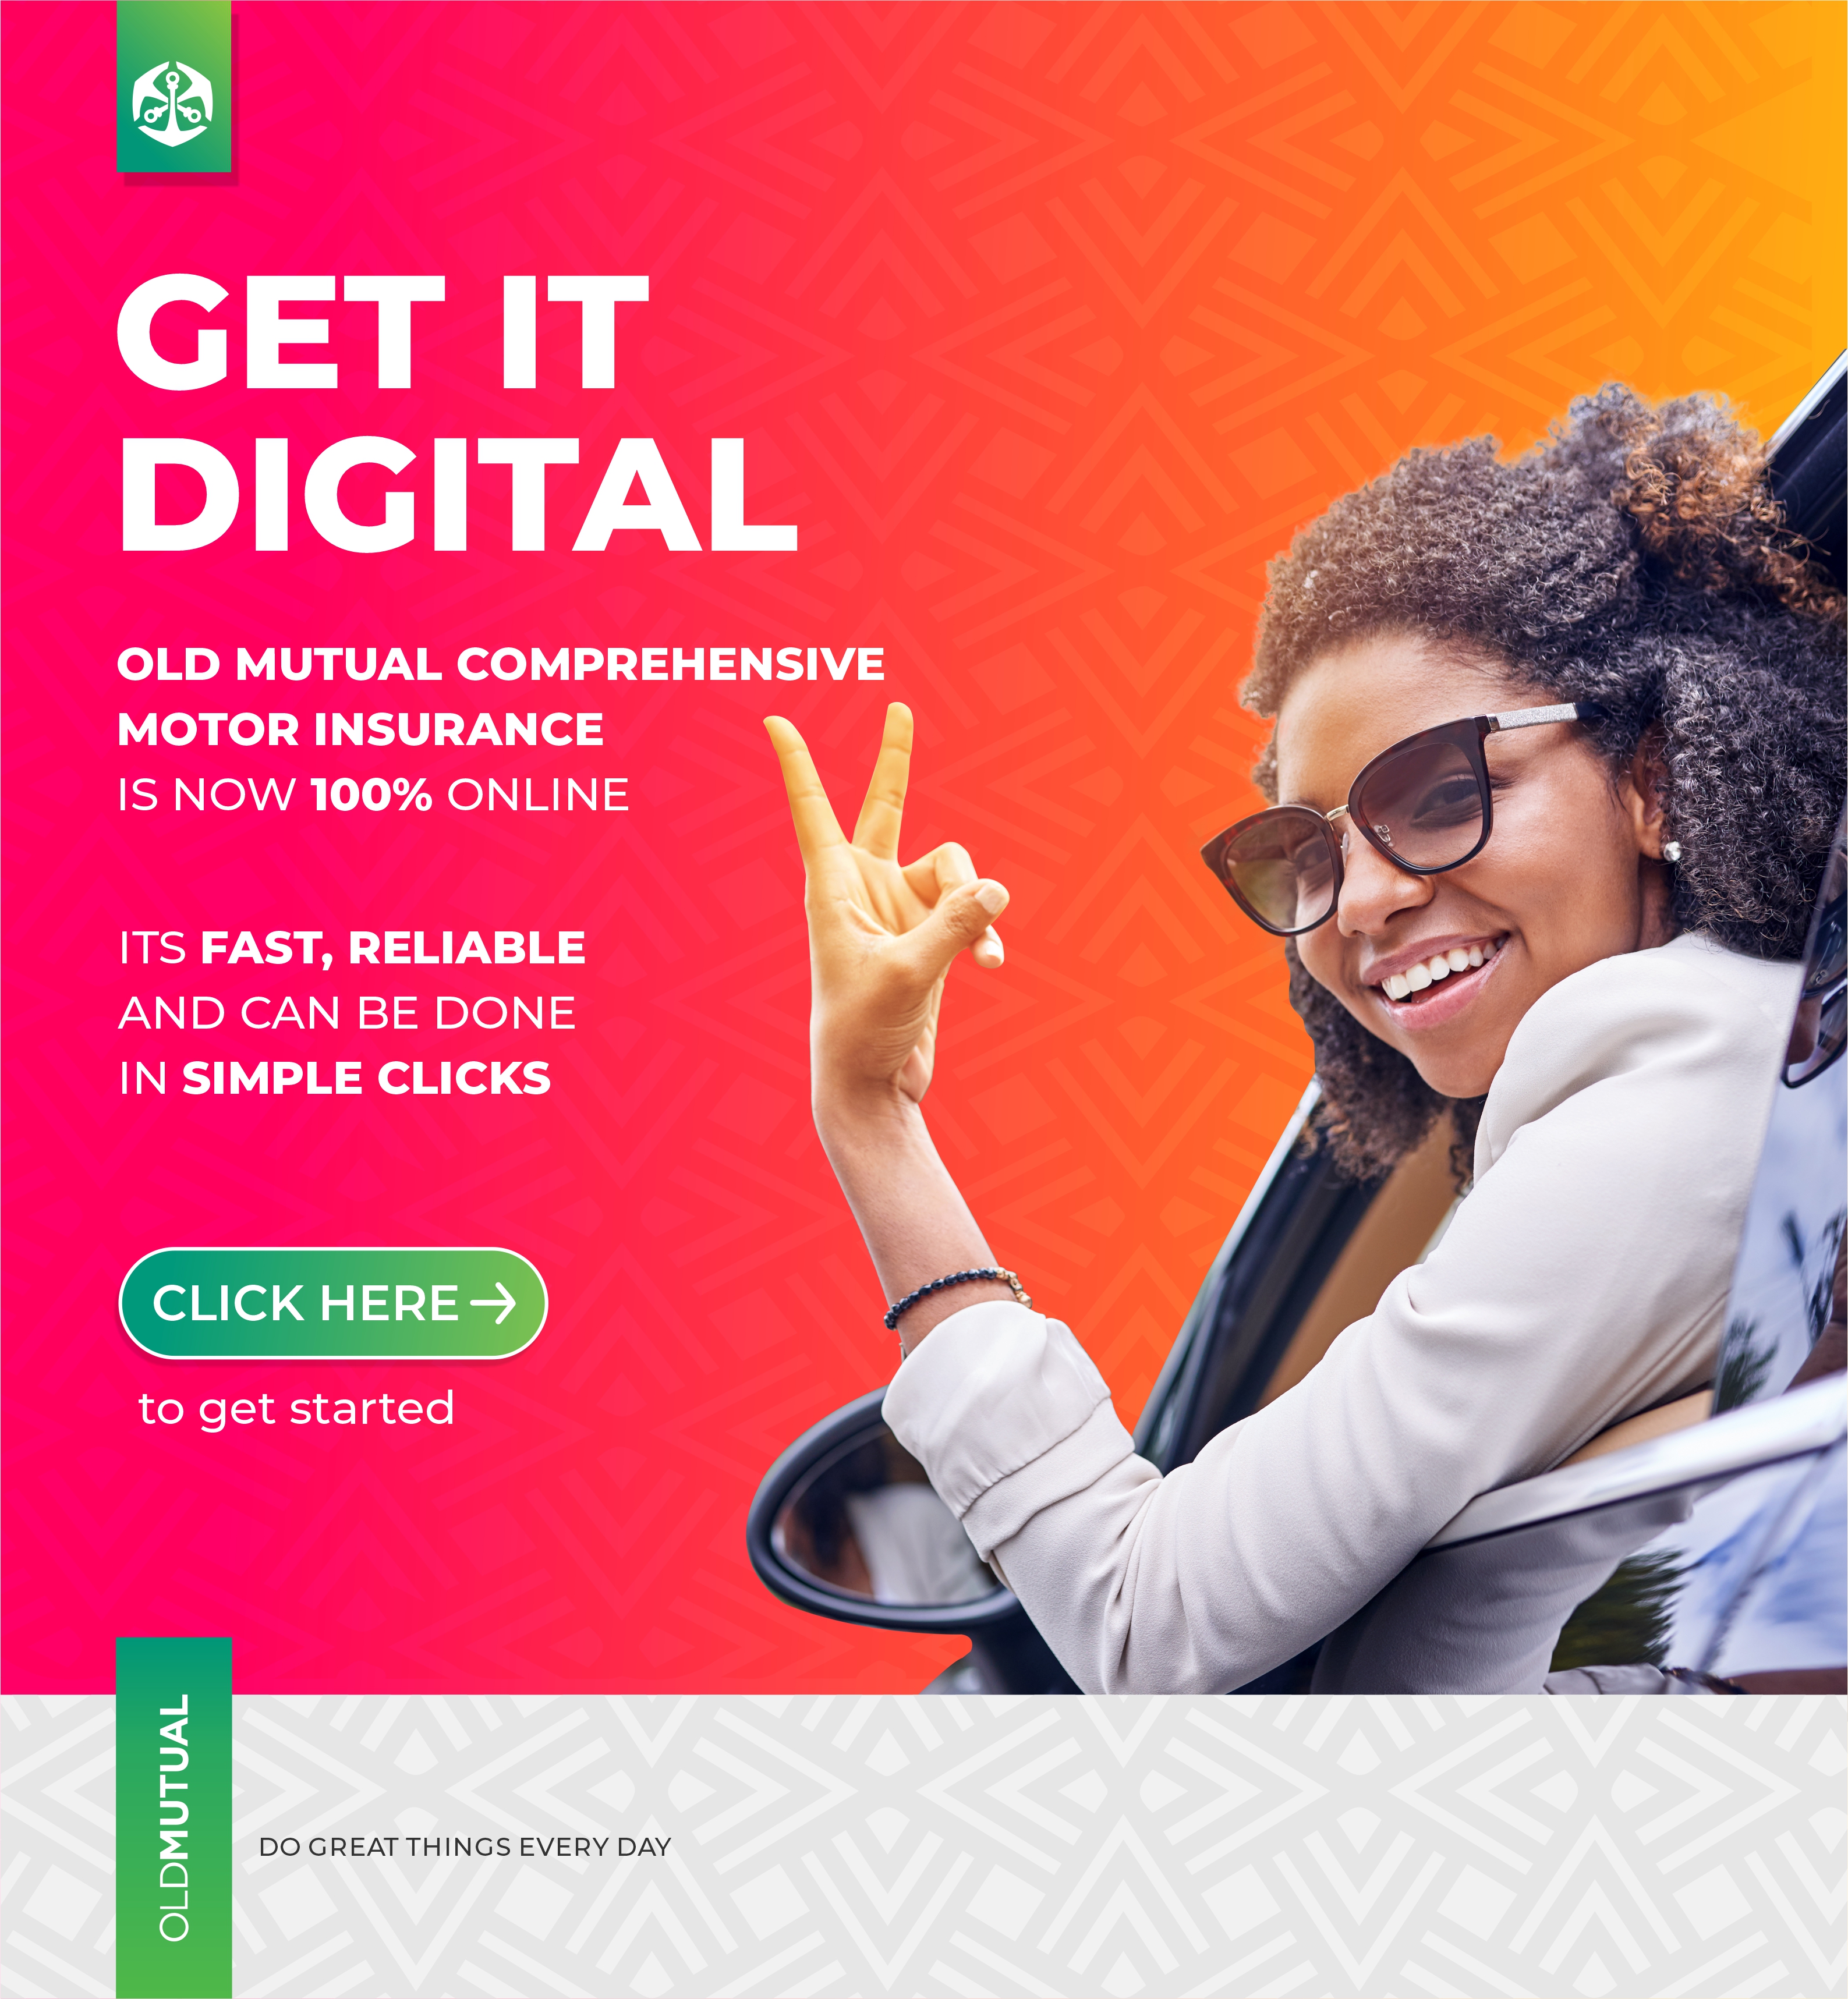 GET IT
DIGITAL
OLD MUTUAL COMPREHENSIVE
MOTOR INSURANCE
IS NOW 100% ONLINE
ITS FAST, RELIABLE
AND CAN BE DONE
IN SIMPLE CLICKS
CLICK HERE→
to get started
OLDMUTUAL
DO GREAT THINGS EVERY DAY